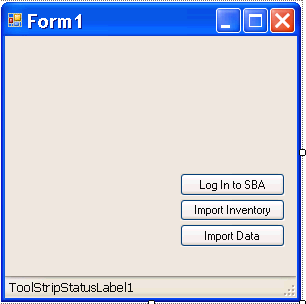 Form1
Log In to SBA
Import Inventory
Import Data
ToolStripStatusLabel1